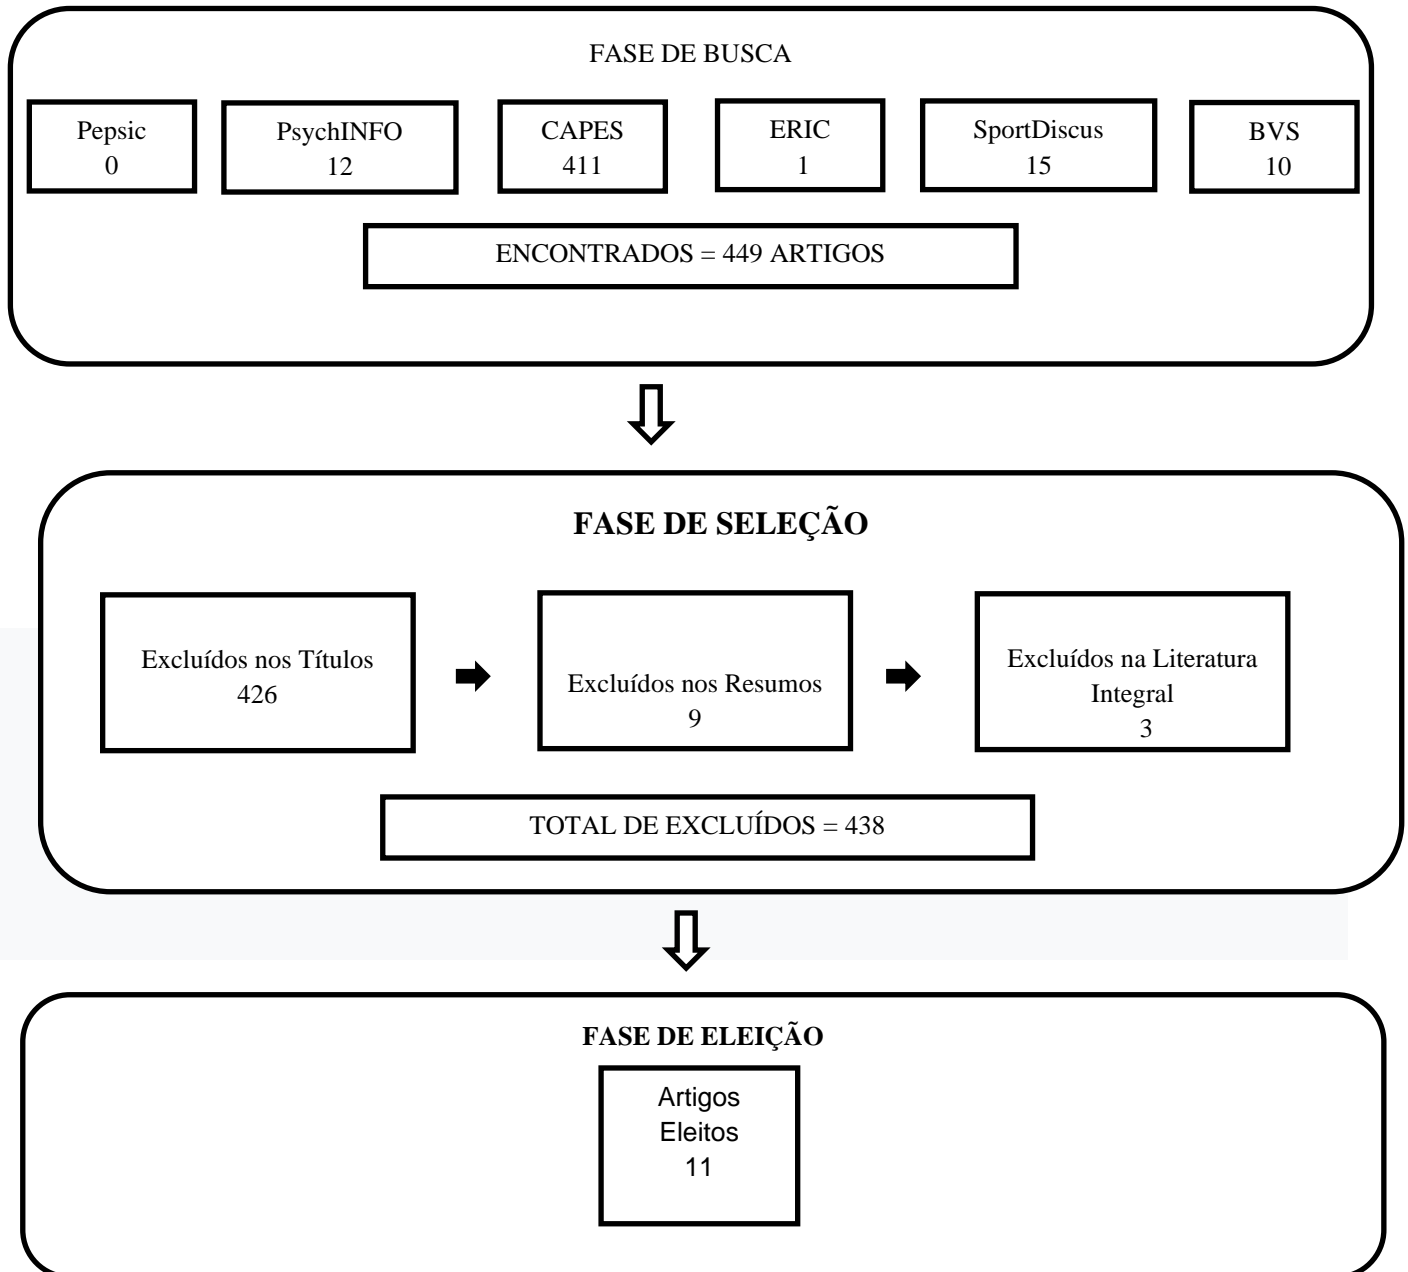 FASE DE BUSCA
Pepsic
0
PsychINFO
12
CAPES
411
ERIC
1
SportDiscus
15
BVS
10
ENCONTRADOS = 449 ARTIGOS
FASE DE SELEÇÃO
Excluídos nos Títulos
426
Excluídos nos Resumos
9
Excluídos na Literatura
Integral
3
TOTAL DE EXCLUÍDOS = 438
FASE DE ELEIÇÃO
Artigos
Eleitos
11